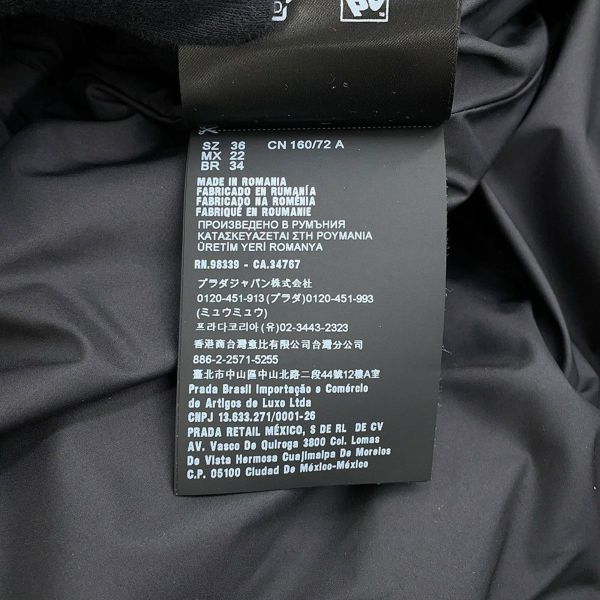 SZ 36 CN 160/72 A
MX 22
BR 34
MADE IN ROMANIA
FABRICADO EN RUMANÍA
FABRICADO NA ROMÊNIA
FABRIQUÉ EN ROUMANIE
ПРОИЗВЕДЕНО В РУМЪНИЯ
ΚΑΤΑΣΚΕΥΑΖΕΤΑΙ ΣΤΗ ΡΟΥΜΑΝΙΑ
ÜRETİM YERİ ROMANYA
RN.98339 - CA.34767
プラダジャパン株式会社
0120-451-913(プラダ)0120-451-993
(ミュウミュウ)
프라다코리아(유)02-3443-2323
香港商台灣薏比有限公司台灣分公司
886-2-2571-5255
臺北市中山區中山北路二段44號12樓A室
Prada Brasil Importação e Comércio
de Artigos de Luxo Ltda
CNPJ 13.633.271/0001-26
PRADA RETAIL MÉXICO, S DE RL DE CV
AV. Vasco De Quiroga 3800 Col. Lomas
De Vista Hermosa Cuajimalpa De Morelos
C.P. 05100 Ciudad De México-México